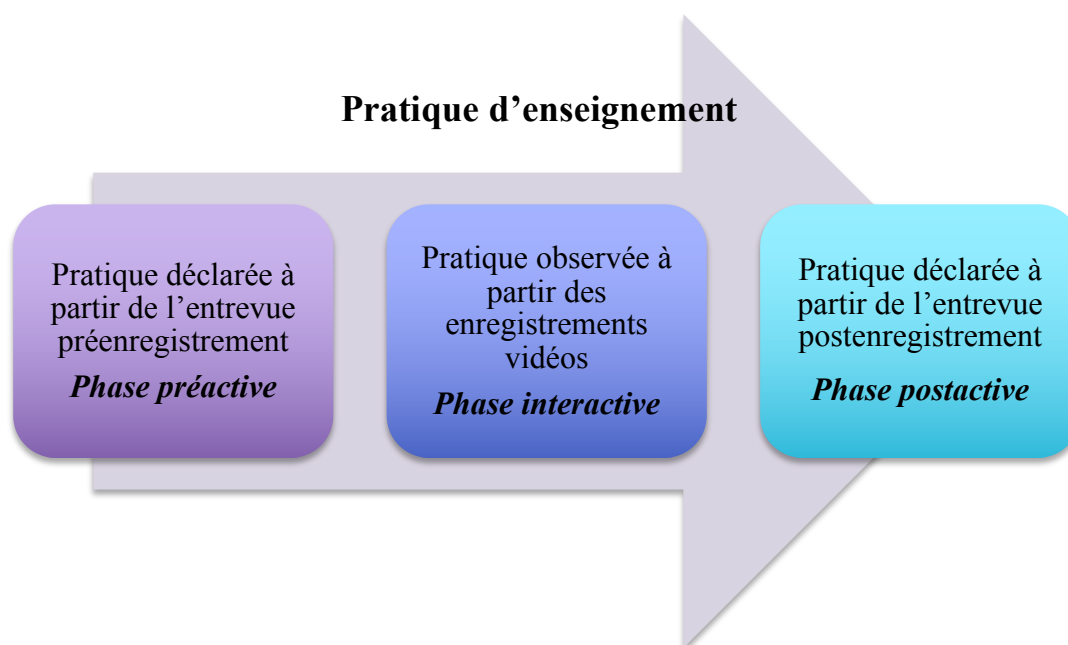 Pratique d’enseignement
Pratique déclarée à
partir de l’entrevue
préenregistrement
Phase préactive
Pratique observée à
partir des
enregistrements
vidéos
Phase interactive
Pratique déclarée à
partir de l’entrevue
postenregistrement
Phase postactive